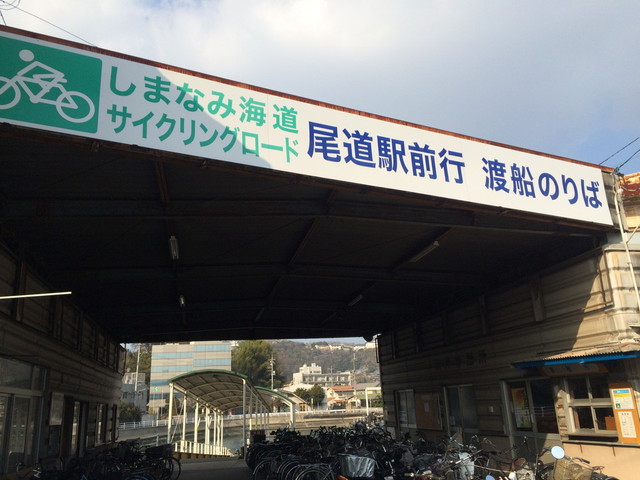 しまなみ海道
サイクリングロード
尾道駅前行 渡船のりば